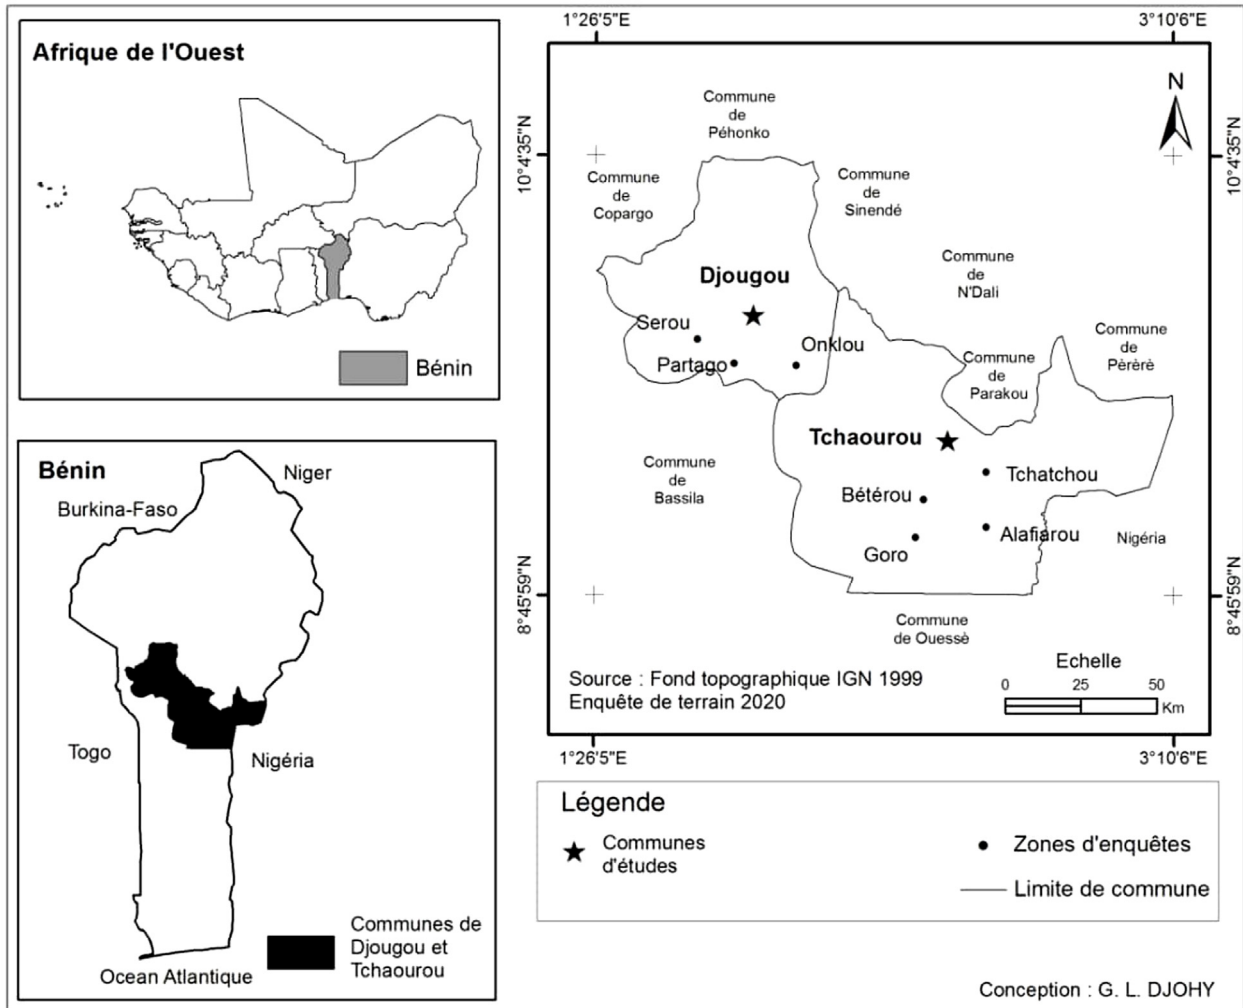 Afrique de l'Ouest
Bénin
Bénin
Niger
Burkina-Faso
Togo
Nigéria
Communes de
Djougou et
Tchaourou
Ocean Atlantique
1°26'5"E
3°10'6"E
N
10°4'35"N
10°4'35"N
Commune
de
Péhonko
Commune
de
Copargo
Commune
de
Sinendé
Commune
de
N'Dali
Djougou
Serou
Onklou
Partago
Commune
de
Parakou
Commune
de
Pèrèrè
Tchaourou
Commune
de
Bassila
Tchatchou
Bétérou
Alafiarou
Goro
Nigéria
8°45'59"N
8°45'59"N
Commune
de Ouessè
Source : Fond topographique IGN 1999
Enquête de terrain 2020
Echelle
0 25 50
Km
1°26'5"E
3°10'6"E
Légende
Communes
d'études
Zones d'enquêtes
Limite de commune
Conception : G. L. DJOHY